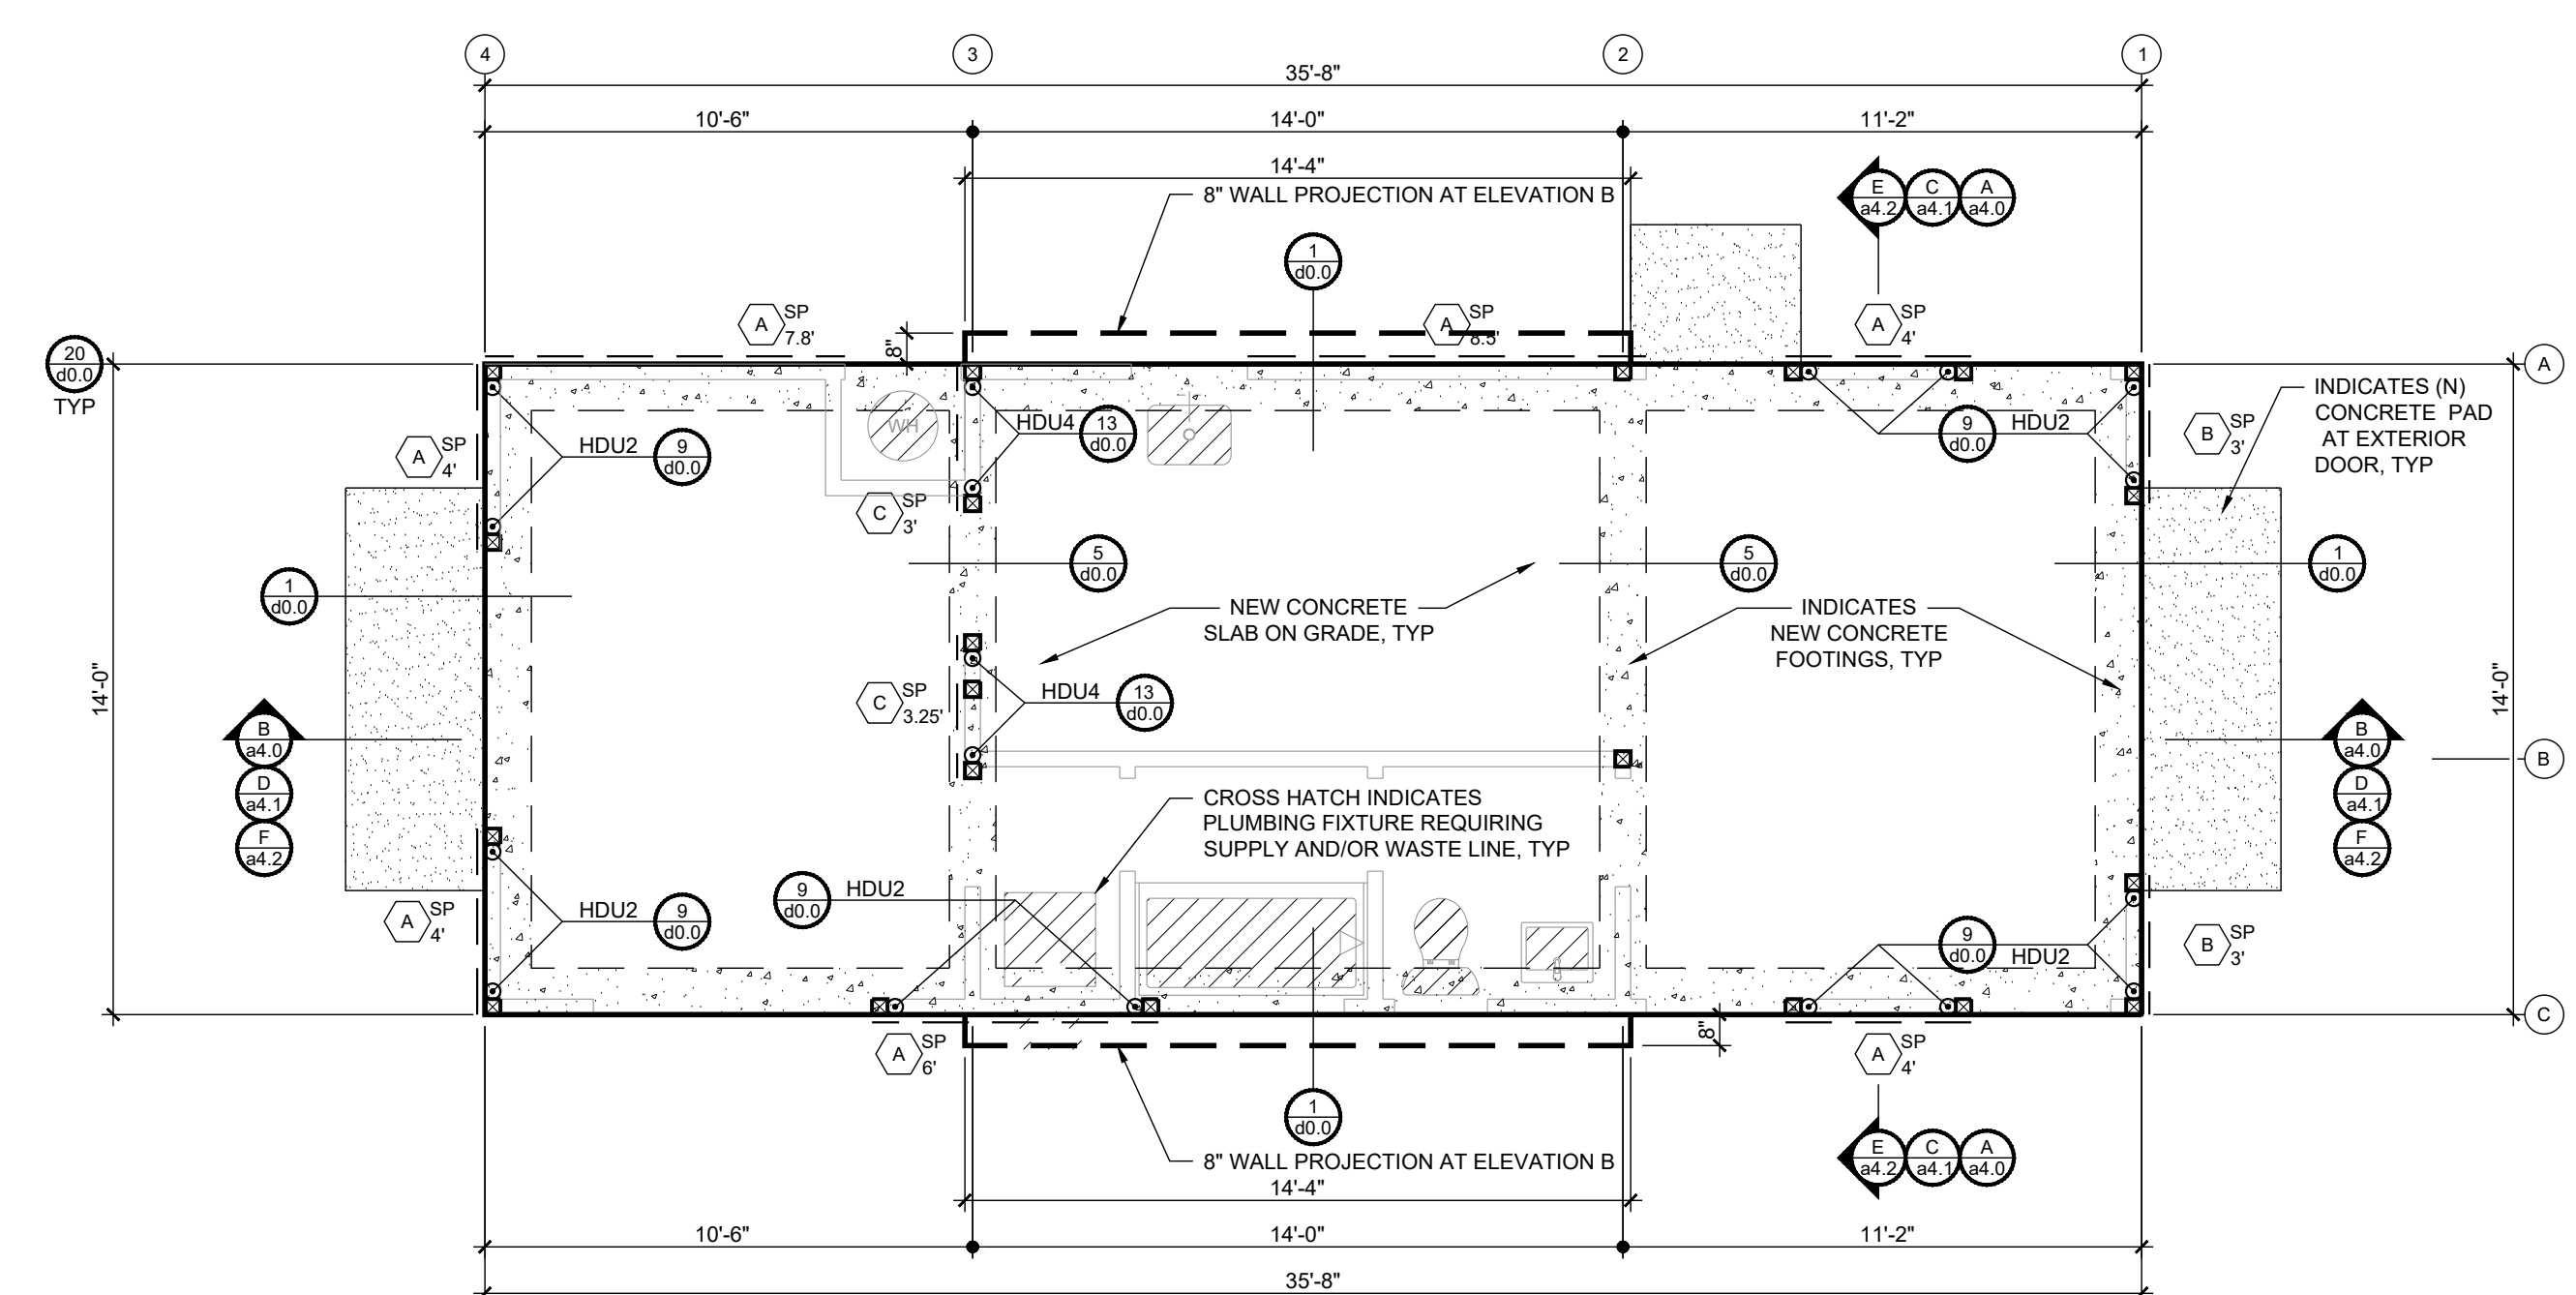 4
3
2
1
35'-8"
10'-6"
14'-0"
11'-2"
14'-4"
8" WALL PROJECTION AT ELEVATION B
E
a4.2
C
a4.1
A
a4.0
1
d0.0
A
SP
7.8'
8"
A
SP
8.5'
A
SP
4'
20
d0.0
TYP
A
INDICATES (N)
CONCRETE PAD
AT EXTERIOR
DOOR, TYP
WH
HDU4
13
d0.0
9
d0.0
HDU2
B
SP
3'
A
SP
4'
HDU2
9
d0.0
C
SP
3'
5
d0.0
5
d0.0
1
d0.0
1
d0.0
NEW CONCRETE
SLAB ON GRADE, TYP
INDICATES
NEW CONCRETE
FOOTINGS, TYP
14'-0"
14'-0"
C
SP
3.25'
HDU4
13
d0.0
B
a4.0
D
a4.1
F
a4.2
B
a4.0
D
a4.1
F
a4.2
B
CROSS HATCH INDICATES
PLUMBING FIXTURE REQUIRING
SUPPLY AND/OR WASTE LINE, TYP
A
SP
4'
HDU2
9
d0.0
9
d0.0
HDU2
9
d0.0
HDU2
B
SP
3'
C
A
SP
6'
8"
A
SP
4'
1
d0.0
8" WALL PROJECTION AT ELEVATION B
E
a4.2
C
a4.1
A
a4.0
14'-4"
10'-6"
14'-0"
11'-2"
35'-8"